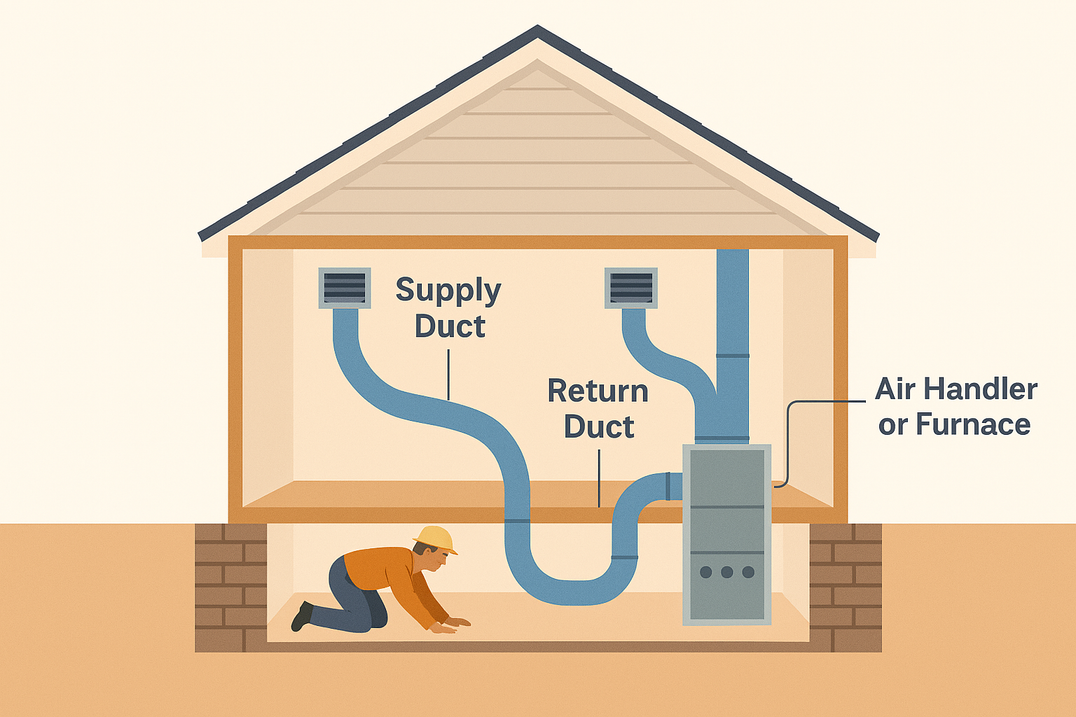 Supply
Duct
Return
Duct
Air Handler
or Furnace